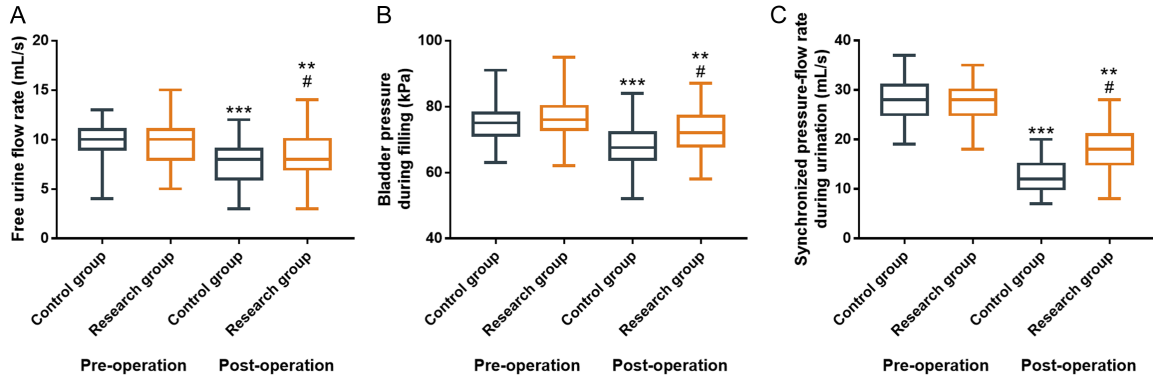 A
Free urine flow rate (mL/s)
20
15
10
5
0
***
**
#
Control group
Research group
Control group
Research group
Pre-operation
Post-operation
B
Bladder pressure
during filling (kPa)
100
80
60
40
***
**
#
Control group
Research group
Control group
Research group
Pre-operation
Post-operation
C
Synchronized pressure-flow rate
during urination (mL/s)
40
30
20
10
0
***
**
#
Control group
Research group
Control group
Research group
Pre-operation
Post-operation